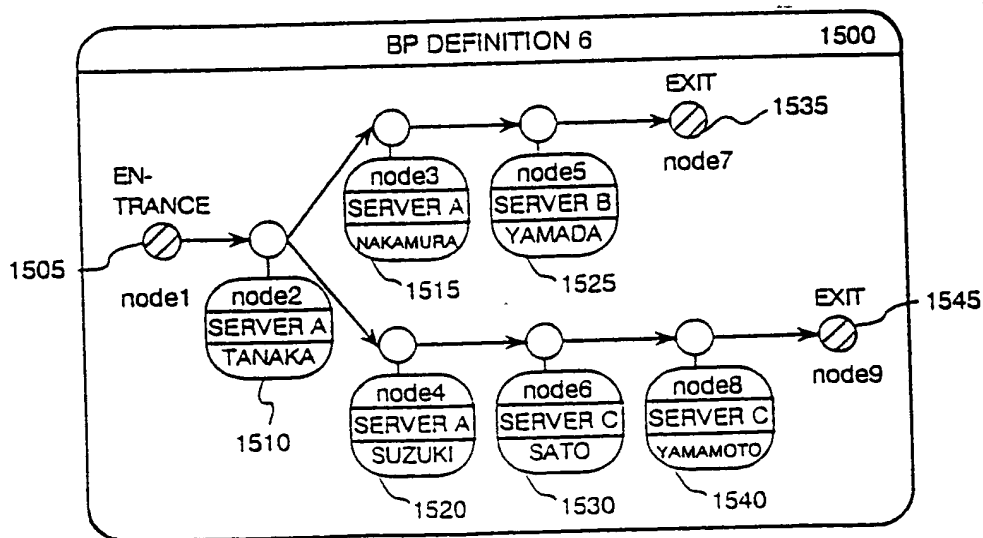 BP DEFINITION 6 1500
EXIT
1535
node7
EN-
TRANCE
1505
node1
node3
SERVER A
NAKAMURA
1515
node5
SERVER B
YAMADA
1525
node2
SERVER A
TANAKA
1510
EXIT
1545
node9
node4
SERVER A
SUZUKI
1520
node6
SERVER C
SATO
1530
node8
SERVER C
YAMAMOTO
1540